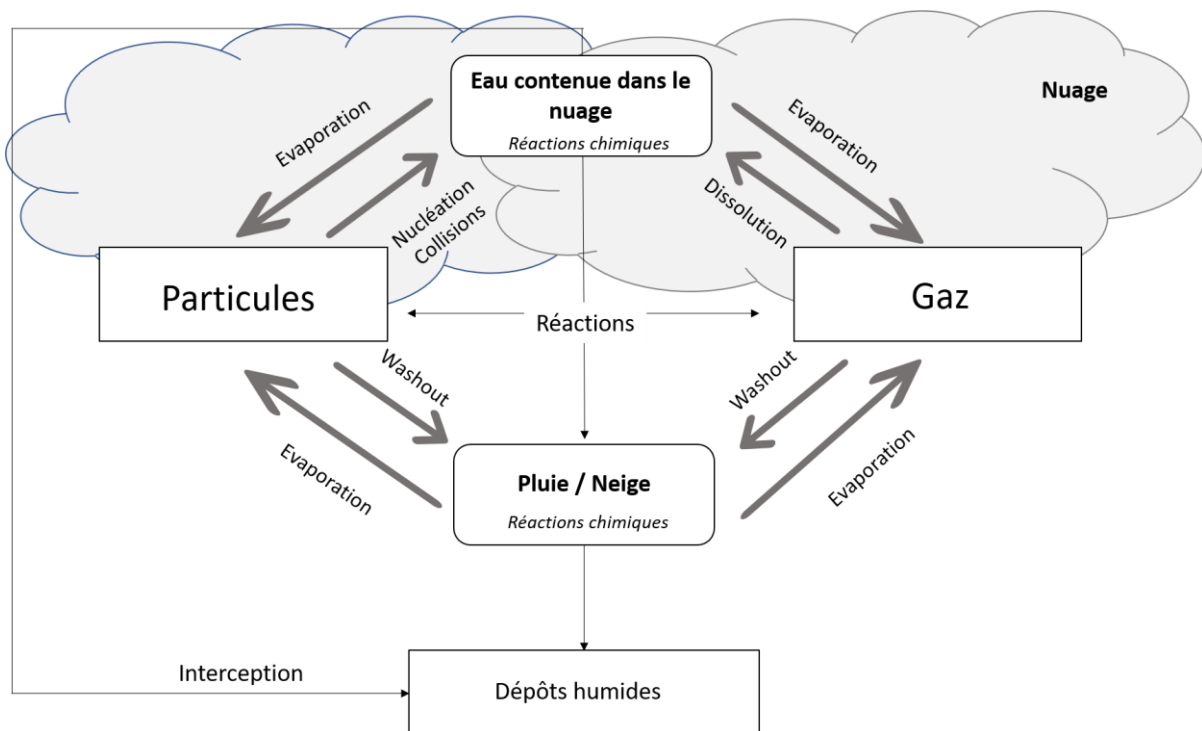 Eau contenue dans le
nuage
Réactions chimiques
Nuage
Evaporation
Evaporation
Nucléation
Collisions
Dissolution
Particules
Gaz
Réactions
Washout
Washout
Evaporation
Evaporation
Pluie / Neige
Réactions chimiques
Interception
Dépôts humides